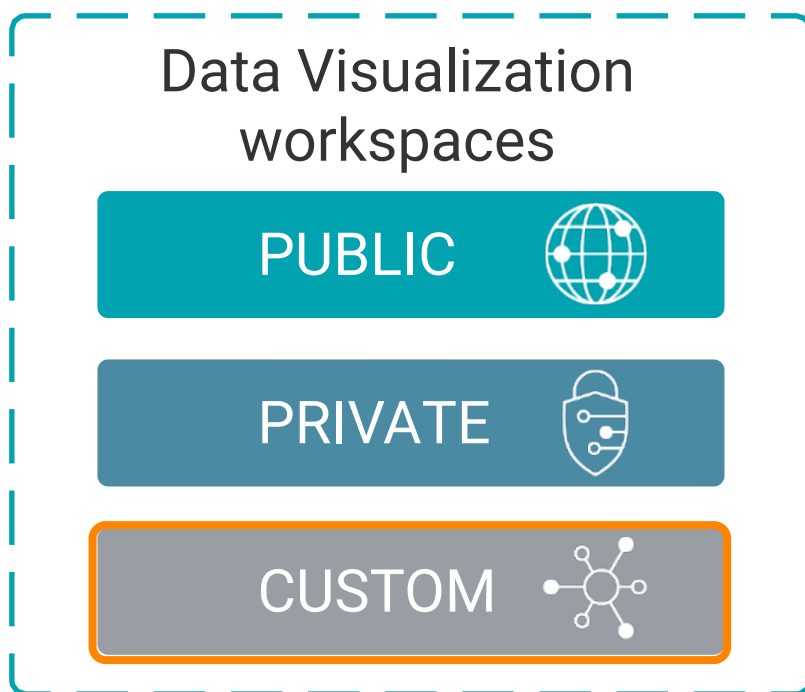 Data Visualization
workspaces
PUBLIC
PRIVATE
CUSTOM